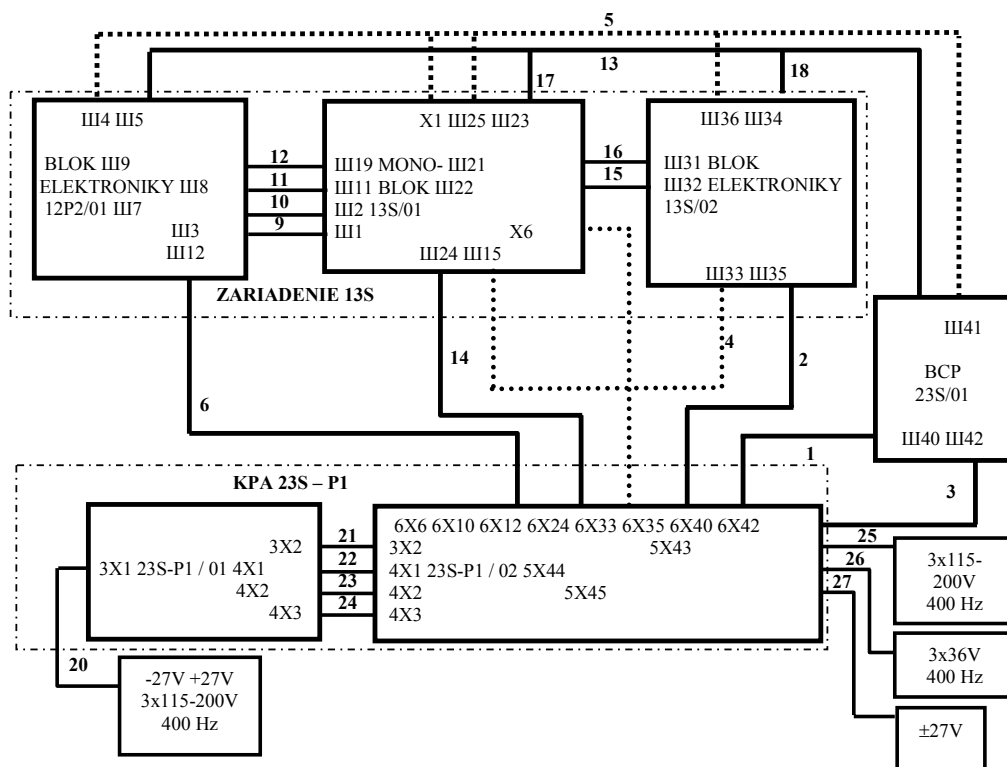 5
13
17
18
Ш4 Ш5
BLOK Ш9
ELEKTRONIKY Ш8
12P2/01 Ш7
Ш3
Ш12
12
11
10
9
X1 Ш25 Ш23
Ш19 MONO- Ш21
Ш11 BLOK Ш22
Ш2 13S/01
Ш1
X6
Ш24 Ш15
16
15
Ш36 Ш34
Ш31 BLOK
Ш32 ELEKTRONIKY
13S/02
Ш33 Ш35
ZARIADENIE 13S
Ш41
BCP
23S/01
Ш40 Ш42
6
14
4
2
1
3
KPA 23S – P1
3X2
3X1 23S-P1 / 01 4X1
4X2
4X3
21
22
23
24
6X6 6X10 6X12 6X24 6X33 6X35 6X40 6X42
3X2 5X43
4X1 23S-P1 / 02 5X44
4X2 5X45
4X3
25
26
27
3x115-
200V
400 Hz
3x36V
400 Hz
±27V
20
-27V +27V
3x115-200V
400 Hz